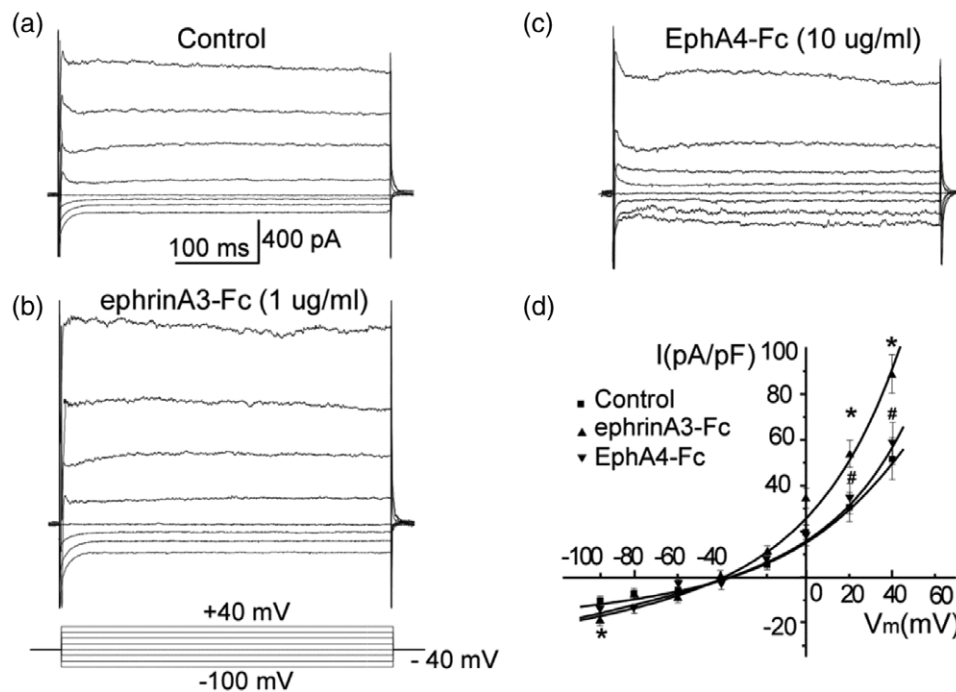 (a)
Control
100 ms
400 pA
(b)
ephrinA3-Fc (1 ug/ml)
+40 mV
-100 mV
- 40 mV
(c)
EphA4-Fc (10 ug/ml)
(d)
I(pA/pF)
100
80
60
40
20
-20
Control
ephrinA3-Fc
EphA4-Fc
* * # # *
-100 -80 -60 -40
0 20 40 60
Vm(mV)